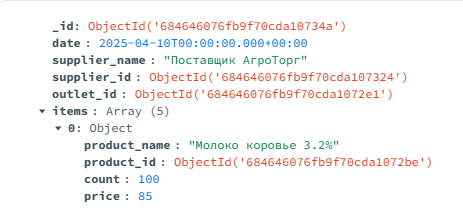 _id: ObjectId('684646076fb9f70cda10734a')
date : 2025-04-10T00:00:00.000+00:00
supplier_name : "Поставщик АгроТорг"
supplier_id : ObjectId('684646076fb9f70cda107324')
outlet_id : ObjectId('684646076fb9f70cda1072e1')
items : Array (5)
0: Object
product_name : "Молоко коровье 3.2%"
product_id : ObjectId('684646076fb9f70cda1072be')
count : 100
price : 85